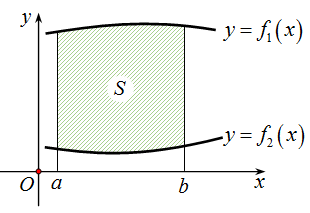 y
y = f₁(x)
S
y = f₂(x)
O a b x